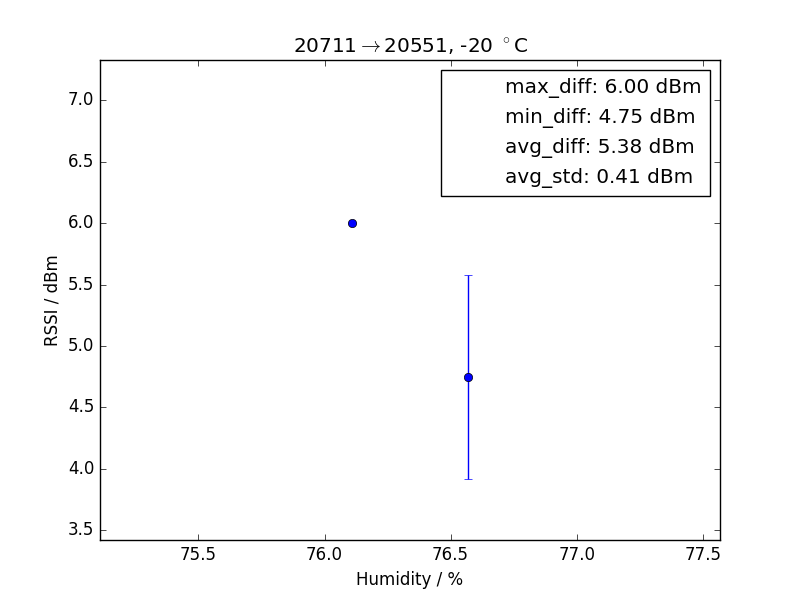 20711→20551, -20 °C
max_diff: 6.00 dBm
min_diff: 4.75 dBm
avg_diff: 5.38 dBm
avg_std: 0.41 dBm
RSSI / dBm
7.0
6.5
6.0
5.5
5.0
4.5
4.0
3.5
75.5 76.0 76.5 77.0 77.5
Humidity / %